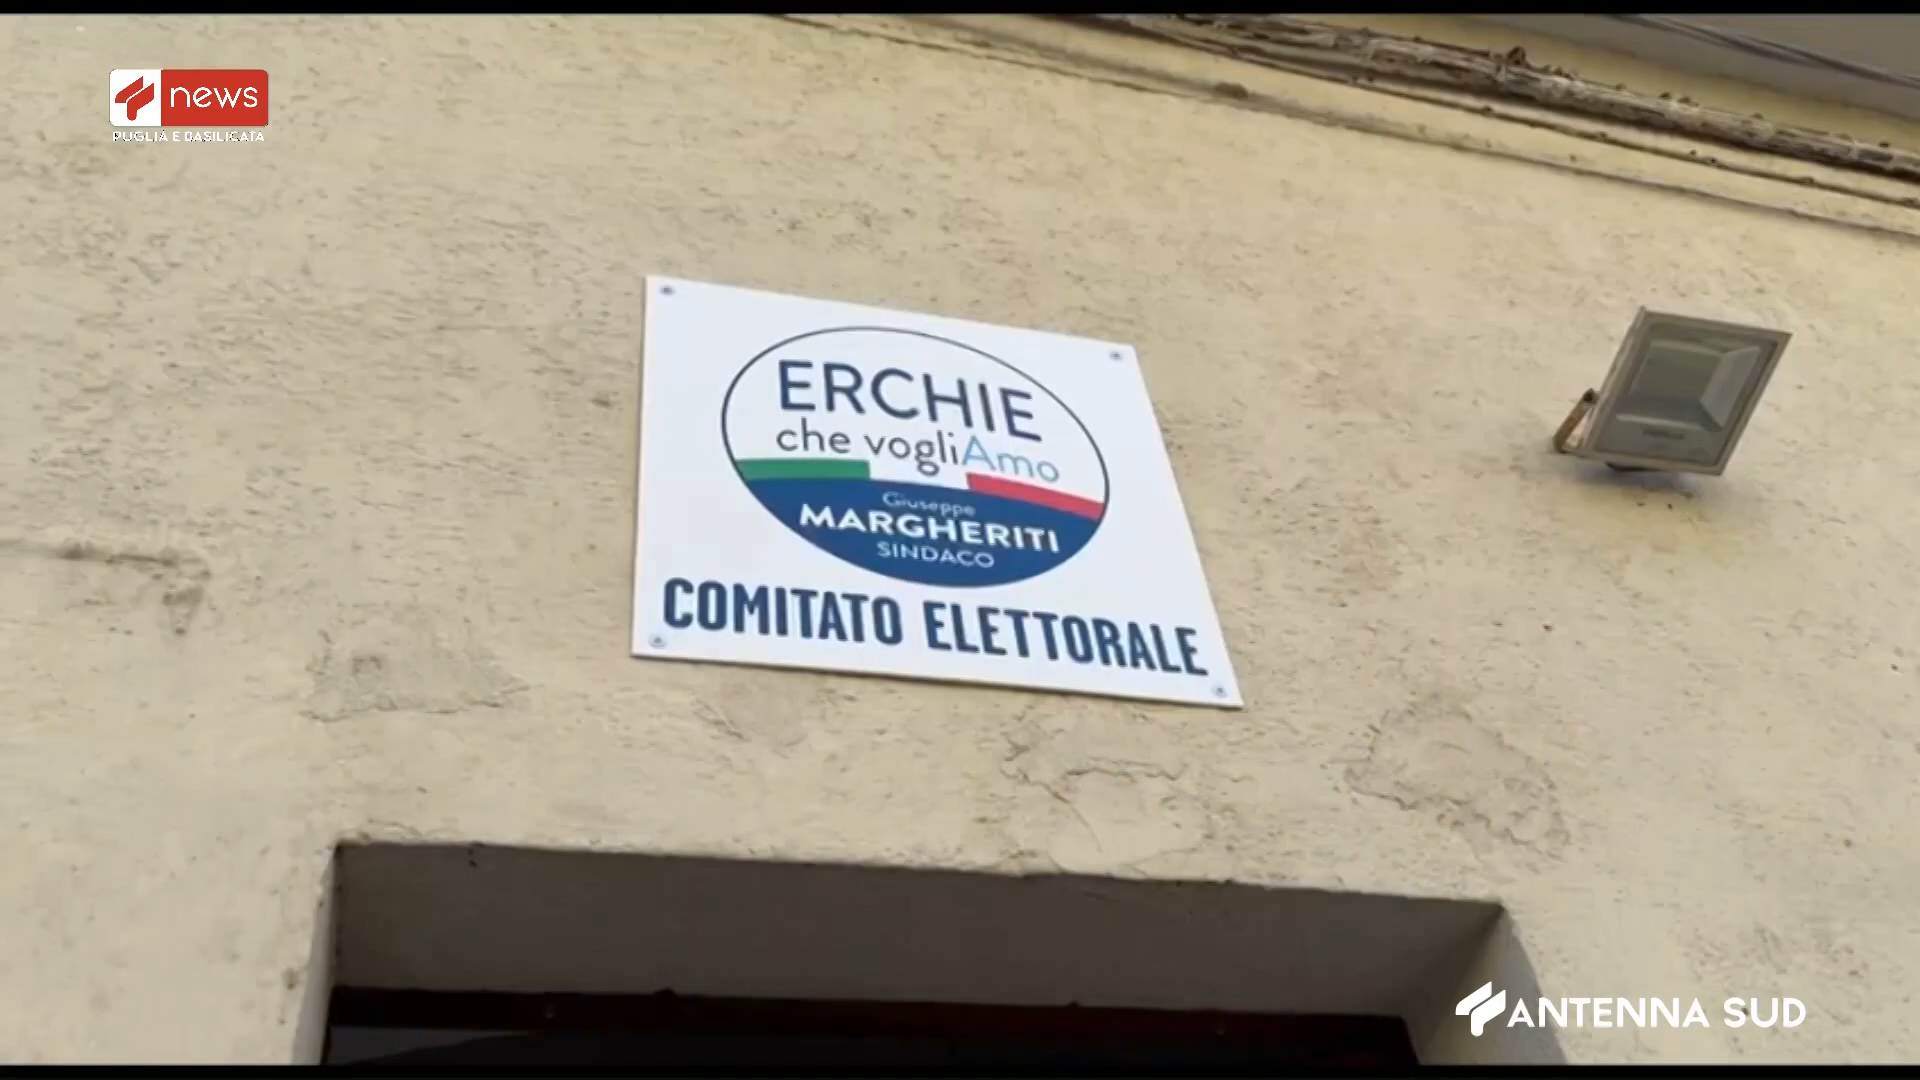 news
PUGLIA E BASILICATA
ERCHIE
che vogliAmo
Giuseppe
MARGHERITI
SINDACO
COMITATO ELETTORALE
ANTENNA SUD